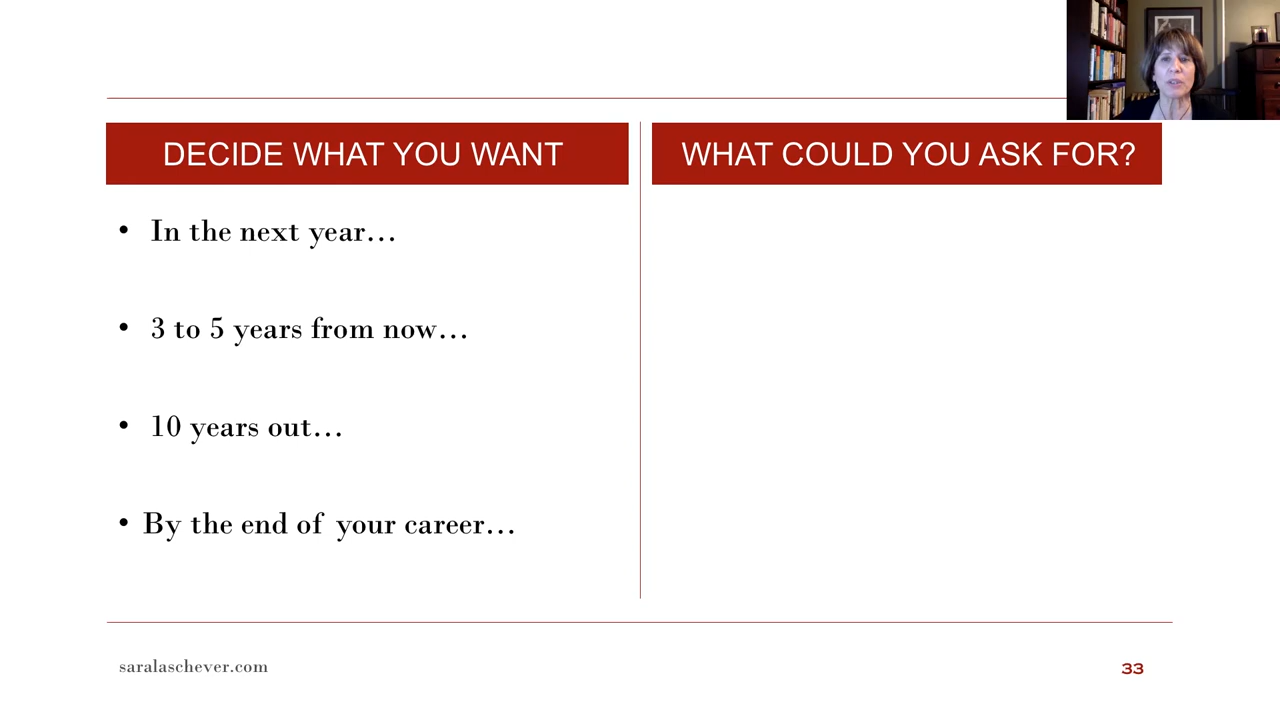 DECIDE WHAT YOU WANT
• In the next year…
• 3 to 5 years from now…
• 10 years out…
• By the end of your career…
WHAT COULD YOU ASK FOR?
saralaschever.com
33